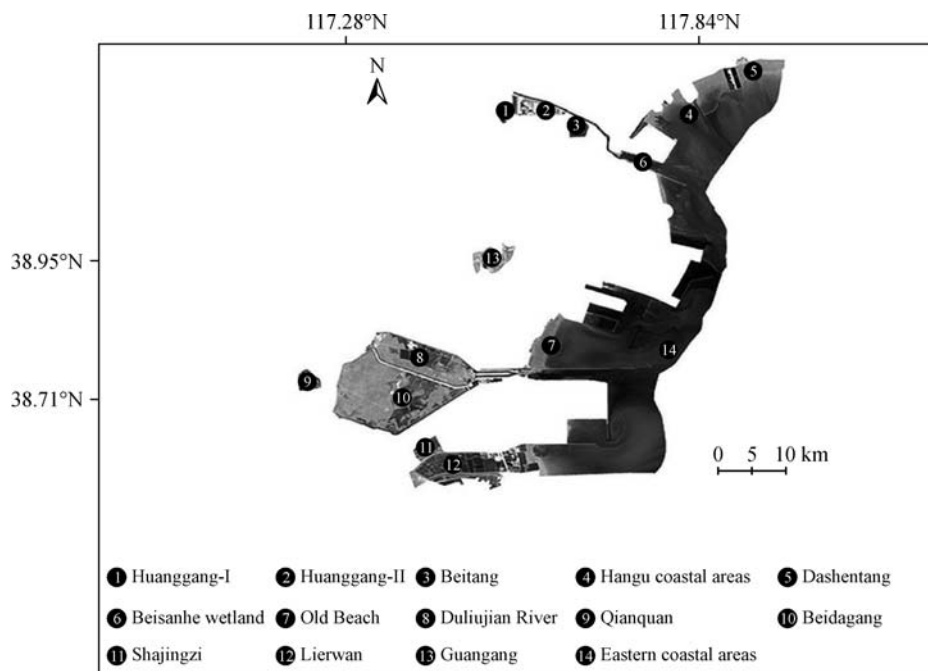 117.28°N 117.84°N
N
5
1 2 4
3
6
38.95°N 13
7 14
8
9
38.71°N 10
11
12
0 5 10 km
1 Huanggang-I 2 Huanggang-II 3 Beitang 4 Hangu coastal areas 5 Dashentang
6 Beisanhe wetland 7 Old Beach 8 Duliujian River 9 Qianquan 10 Beidagang
11 Shajingzi 12 Lierwan 13 Guangang 14 Eastern coastal areas